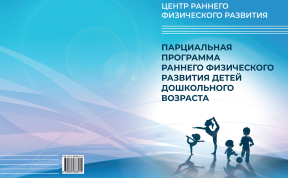 ЦЕНТР РАННЕГО
ФИЗИЧЕСКОГО РАЗВИТИЯ
ПАРЦИАЛЬНАЯ
ПРОГРАММА
РАННЕГО ФИЗИЧЕСКОГО
РАЗВИТИЯ ДЕТЕЙ
ДОШКОЛЬНОГО
ВОЗРАСТА